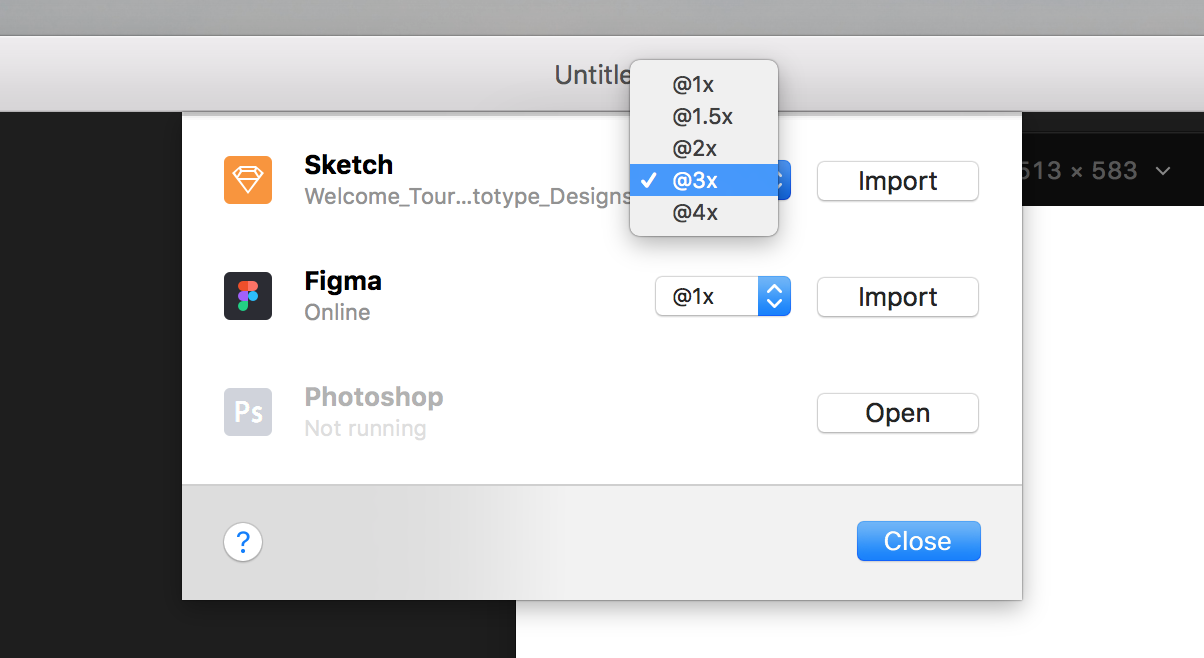 Untitle
@1x
@1.5x
@2x
@3x
@4x
Sketch
Welcome_Tour...totype_Designs
Import
513 × 583
Figma
Online
@1x
Import
Ps
Photoshop
Not running
Open
?
Close